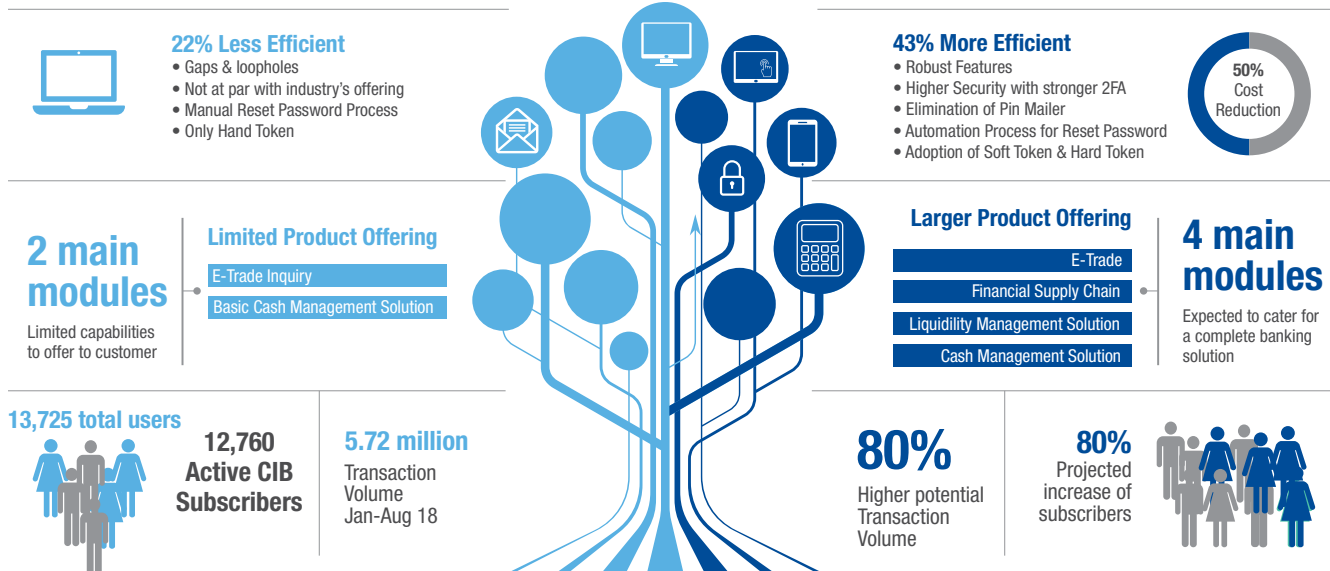 22% Less Efficient
• Gaps & loopholes
• Not at par with industry's offering
• Manual Reset Password Process
• Only Hand Token
43% More Efficient
• Robust Features
• Higher Security with stronger 2FA
• Elimination of Pin Mailer
• Automation Process for Reset Password
• Adoption of Soft Token & Hard Token
50%
Cost
Reduction
2 main
modules
Limited capabilities
to offer to customer
Limited Product Offering
E-Trade Inquiry
Basic Cash Management Solution
Larger Product Offering
E-Trade
Financial Supply Chain
Liquidility Management Solution
Cash Management Solution
4 main
modules
Expected to cater for
a complete banking
solution
13,725 total users
12,760
Active CIB
Subscribers
5.72 million
Transaction
Volume
Jan-Aug 18
80%
Higher potential
Transaction
Volume
80%
Projected
increase of
subscribers